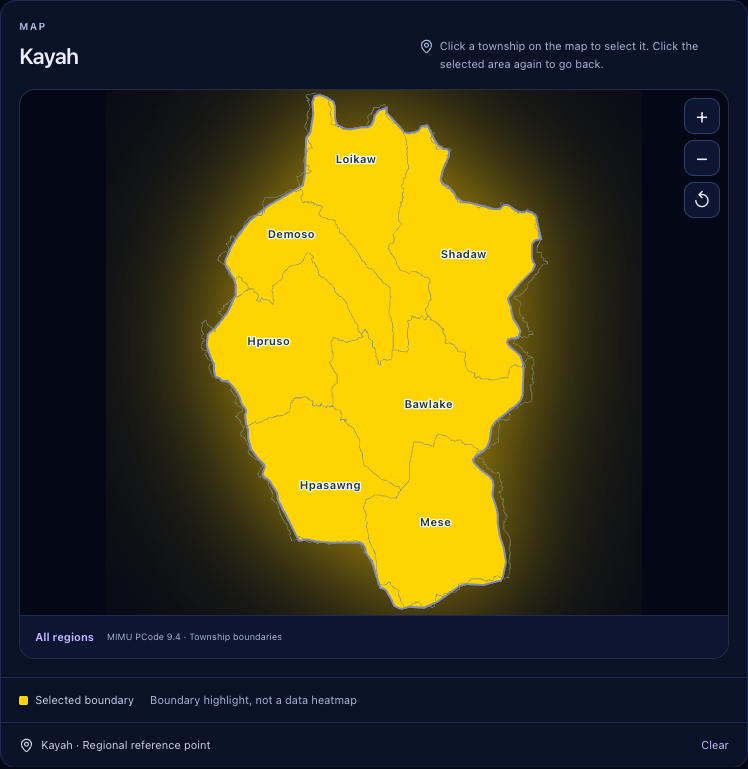 MAP
Kayah
Click a township on the map to select it. Click the
selected area again to go back.
+
−
Loikaw
Demoso
Shadaw
Hpruso
Bawlake
Hpasawng
Mese
All regions MIMU PCode 9.4 · Township boundaries
Selected boundary Boundary highlight, not a data heatmap
Kayah · Regional reference point Clear